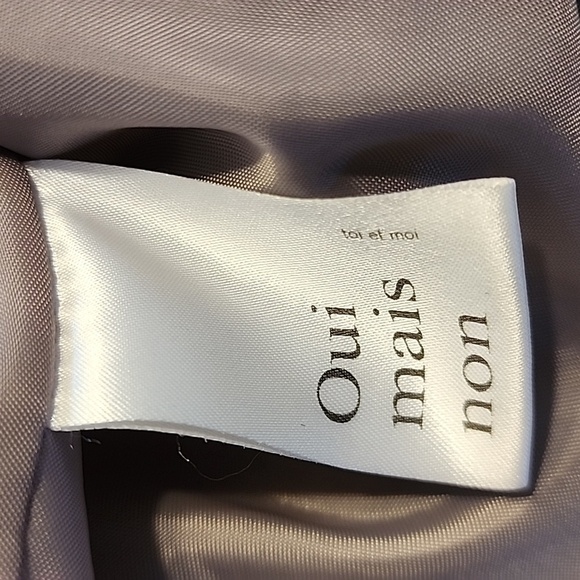 Oui
mais
non
toi et moi